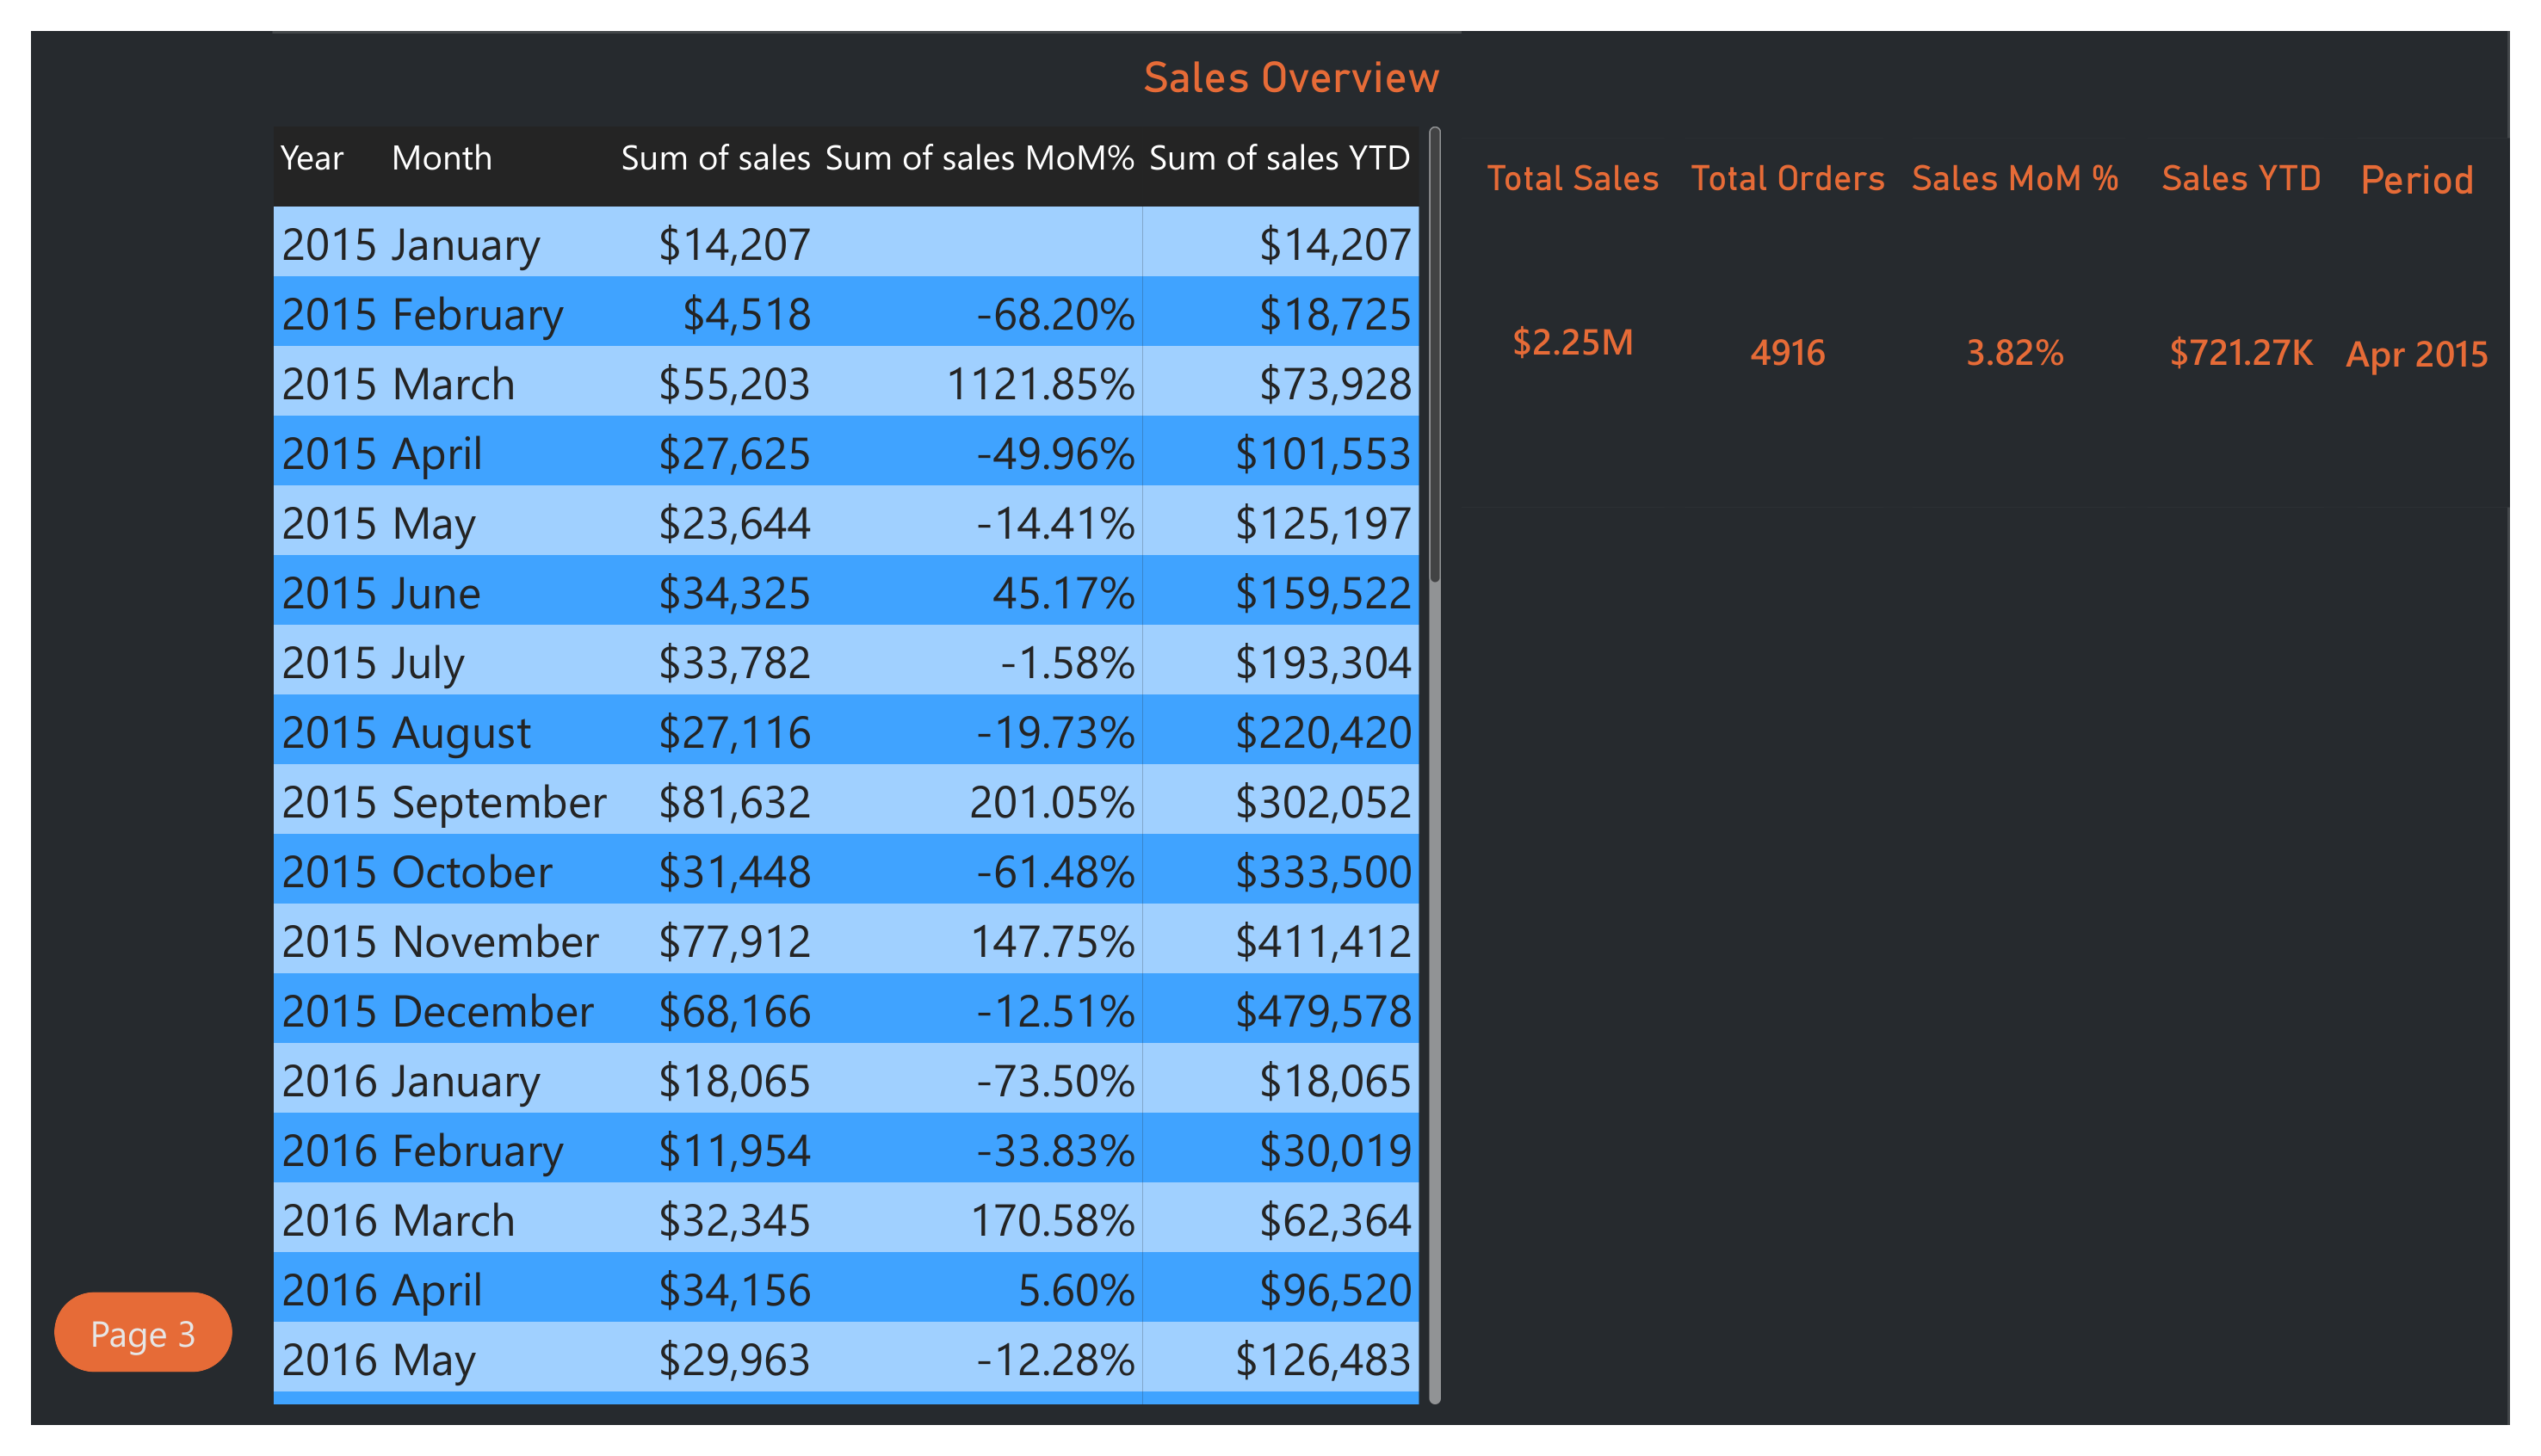 Sales Overview
Year Month Sum of sales Sum of sales MoM% Sum of sales YTD
2015 January $14,207 $14,207
2015 February $4,518 -68.20% $18,725
2015 March $55,203 1121.85% $73,928
2015 April $27,625 -49.96% $101,553
2015 May $23,644 -14.41% $125,197
2015 June $34,325 45.17% $159,522
2015 July $33,782 -1.58% $193,304
2015 August $27,116 -19.73% $220,420
2015 September $81,632 201.05% $302,052
2015 October $31,448 -61.48% $333,500
2015 November $77,912 147.75% $411,412
2015 December $68,166 -12.51% $479,578
2016 January $18,065 -73.50% $18,065
2016 February $11,954 -33.83% $30,019
2016 March $32,345 170.58% $62,364
2016 April $34,156 5.60% $96,520
2016 May $29,963 -12.28% $126,483
Total Sales Total Orders Sales MoM % Sales YTD Period
$2.25M 4916 3.82% $721.27K Apr 2015
Page 3